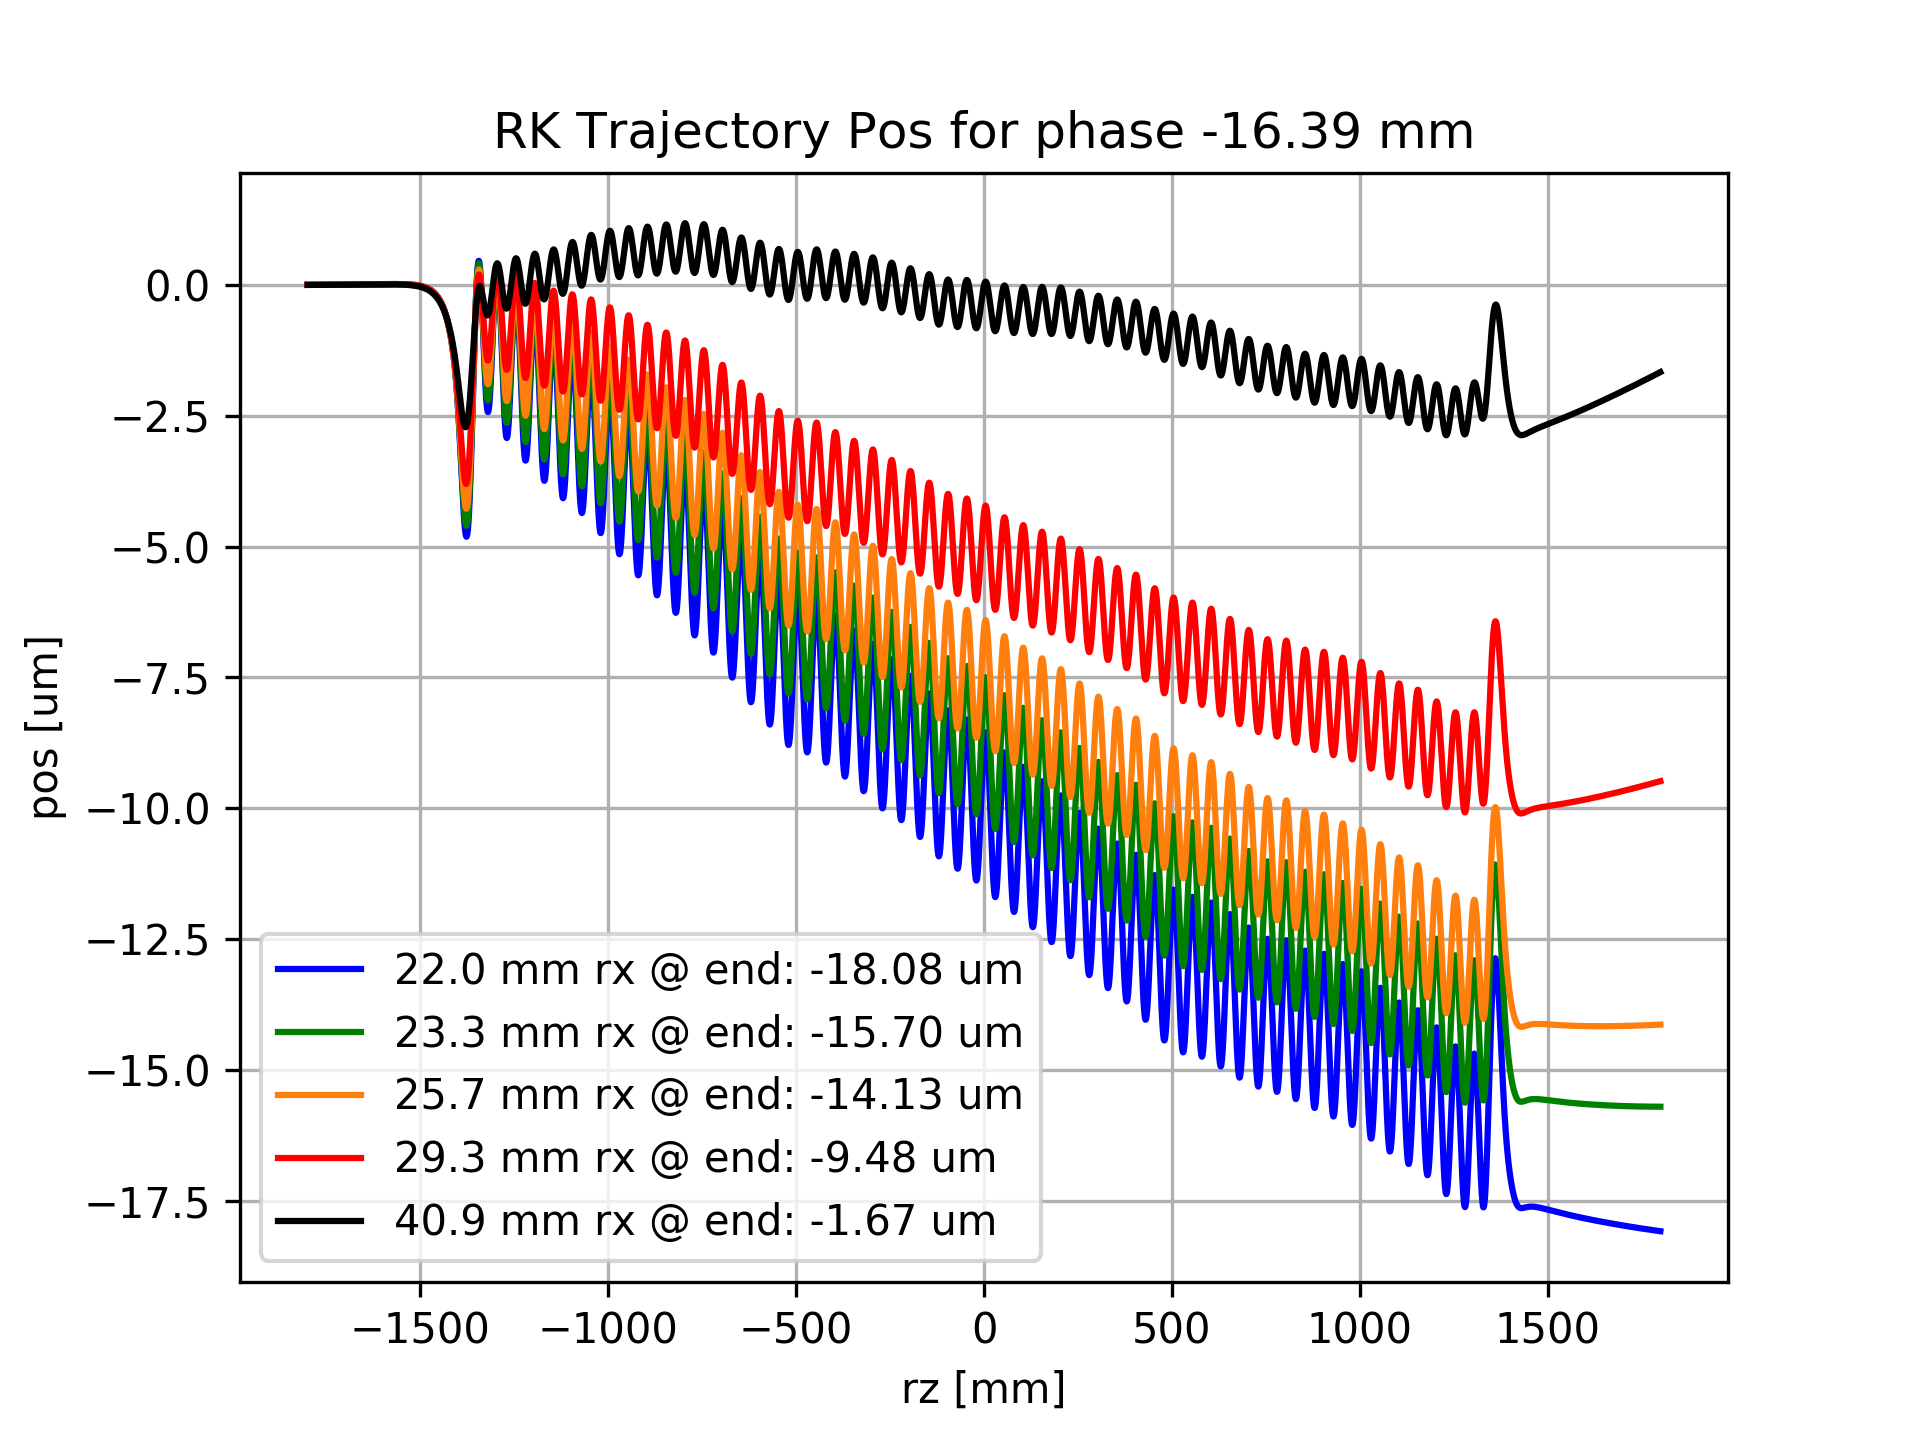 RK Trajectory Pos for phase -16.39 mm
0.0
−2.5
−5.0
−7.5
−10.0
−12.5
−15.0
−17.5
pos [um]
22.0 mm rx @ end: -18.08 um
23.3 mm rx @ end: -15.70 um
25.7 mm rx @ end: -14.13 um
29.3 mm rx @ end: -9.48 um
40.9 mm rx @ end: -1.67 um
−1500 −1000 −500 0 500 1000 1500
rz [mm]